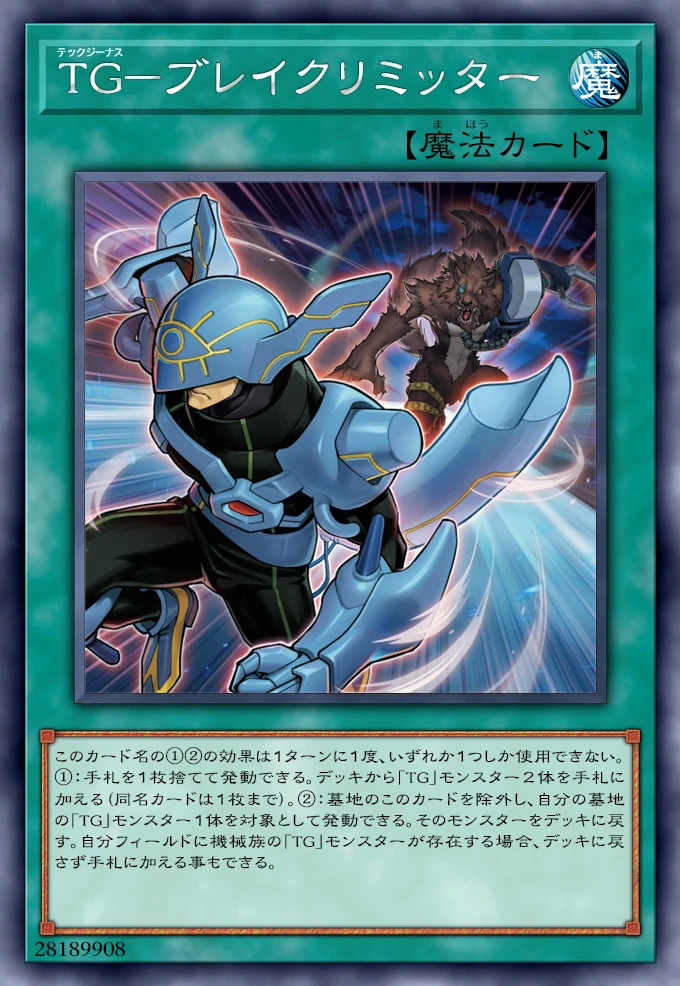 テックジーナス
TG－ブレイクリミッター
ま
魔
ま ほう
【魔法カード】
このカード名の①②の効果は１ターンに１度、いずれか１つしか使用できない。
①：手札を１枚捨てて発動できる。デッキから「TG」モンスター２体を手札に
加える（同名カードは１枚まで）。②：墓地のこのカードを除外し、自分の墓地
の「TG」モンスター１体を対象として発動できる。そのモンスターをデッキに戻
す。自分フィールドに機械族の「TG」モンスターが存在する場合、デッキに戻
さず手札に加える事もできる。
28189908